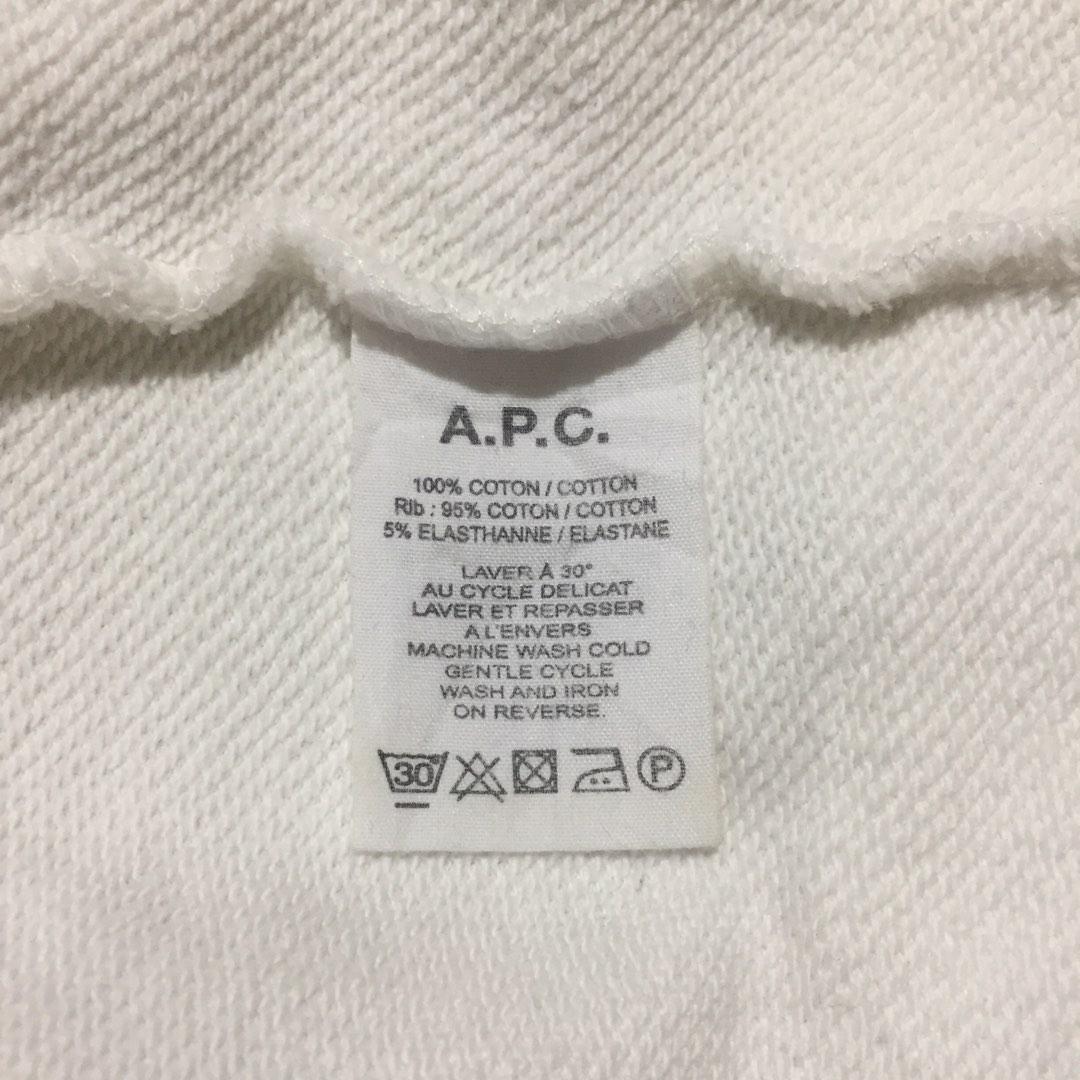 A.P.C.
100% COTON / COTTON
Rib : 95% COTON / COTTON
5% ELASTHANNE / ELASTANE
LAVER À 30°
AU CYCLE DELICAT
LAVER ET REPASSER
A L'ENVERS
MACHINE WASH COLD
GENTLE CYCLE
WASH AND IRON
ON REVERSE.
30 P